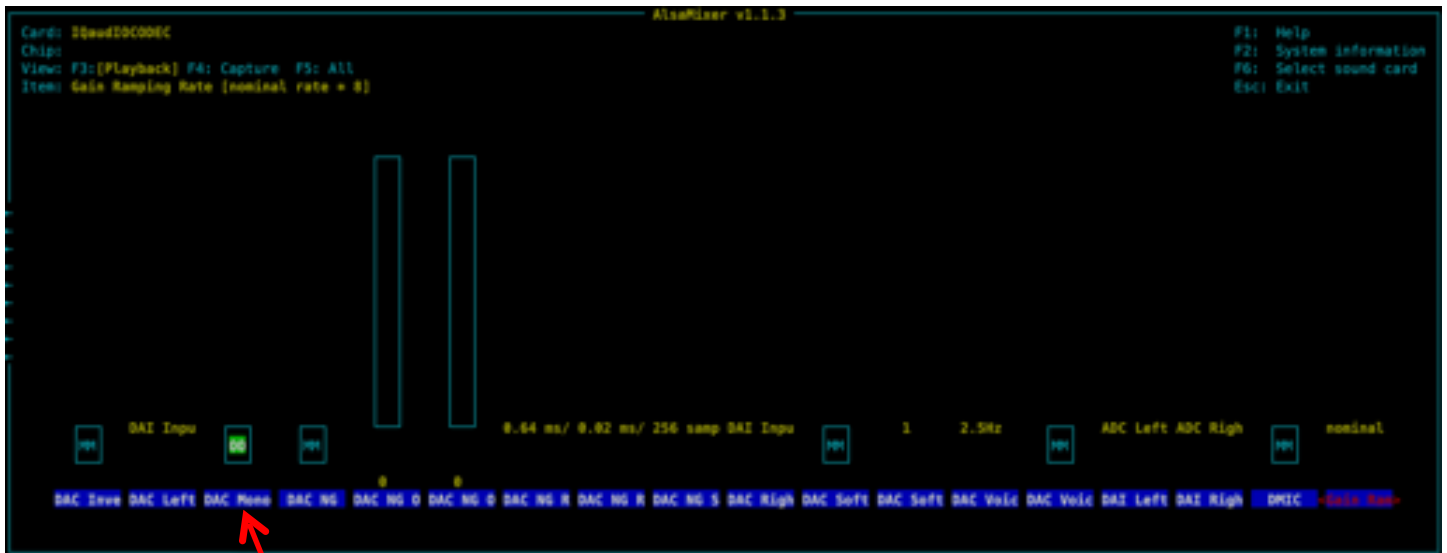 AlsaMixer v1.1.3
Card: IQaudIOCODEC
F1: Help
Chip:
F2: System information
View: F3:[Playback] F4: Capture F5: All
F6: Select sound card
Item: Gain Ramping Rate [nominal rate * 8]
Esc: Exit
DAI Inpu 0.64 ms/ 0.02 ms/ 256 samp DAI Inpu 1 2.5Hz ADC Left ADC Righ nominal
MM OO MM MM MM MM
0 0
DAC Inve DAC Left DAC Mono DAC NG DAC NG O DAC NG O DAC NG R DAC NG R DAC NG S DAC Righ DAC Soft DAC Soft DAC Voic DAC Voic DAI Left DAI Righ DMIC <Gain Ram>